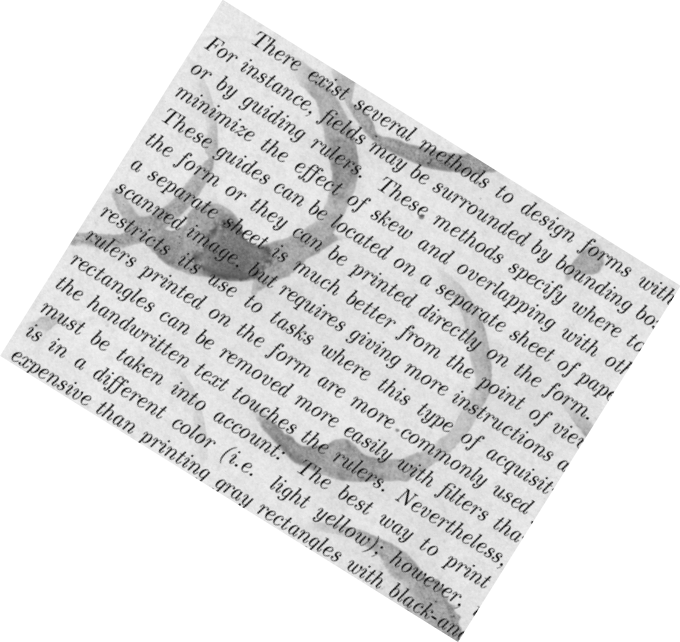 There exist several methods to design forms with
For instance, fields may be surrounded by bounding
or by guiding rulers. These methods specify where to
minimize the effect of skew and overlapping with oth
These guides can be located on a separate sheet of pape
the form or they can be printed directly on the form.
a separate sheet is much better from the point of vie
scanned image, but requires giving more instructions a
restricts its use to tasks where this type of acquisit
rulers printed on the form are more commonly used
rectangles can be removed more easily with filters tha
the handwritten text touches the rulers. Nevertheless,
must be taken into account: The best way to print
is in a different color (i.e. light yellow); however,
expensive than printing gray rectangles with black-and